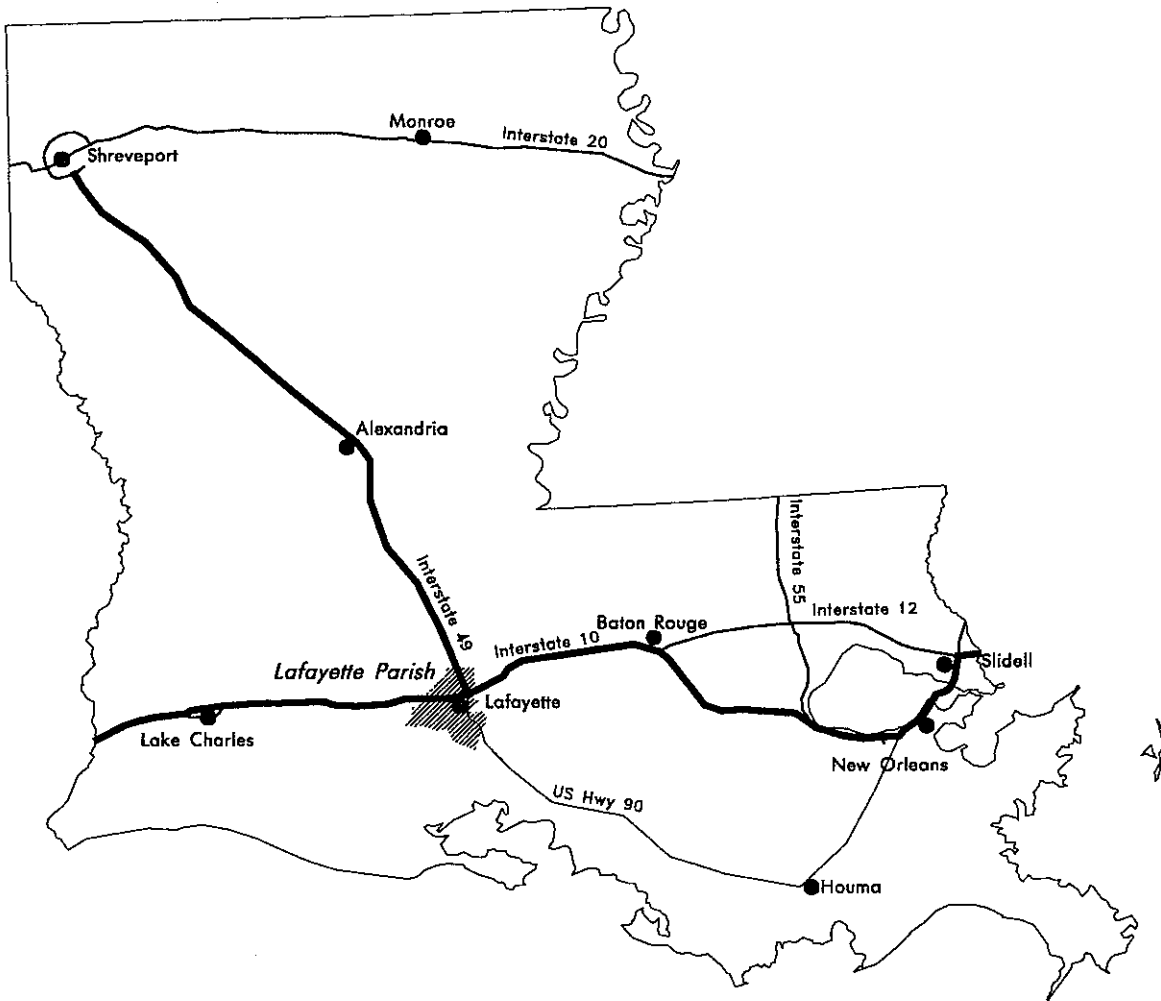 Monroe
Interstate 20
Shreveport
Alexandria
Interstate 49
Interstate 55
Interstate 12
Baton Rouge
Interstate 10
Slidell
Lafayette Parish
Lafayette
Lake Charles
New Orleans
US Hwy 90
Houma